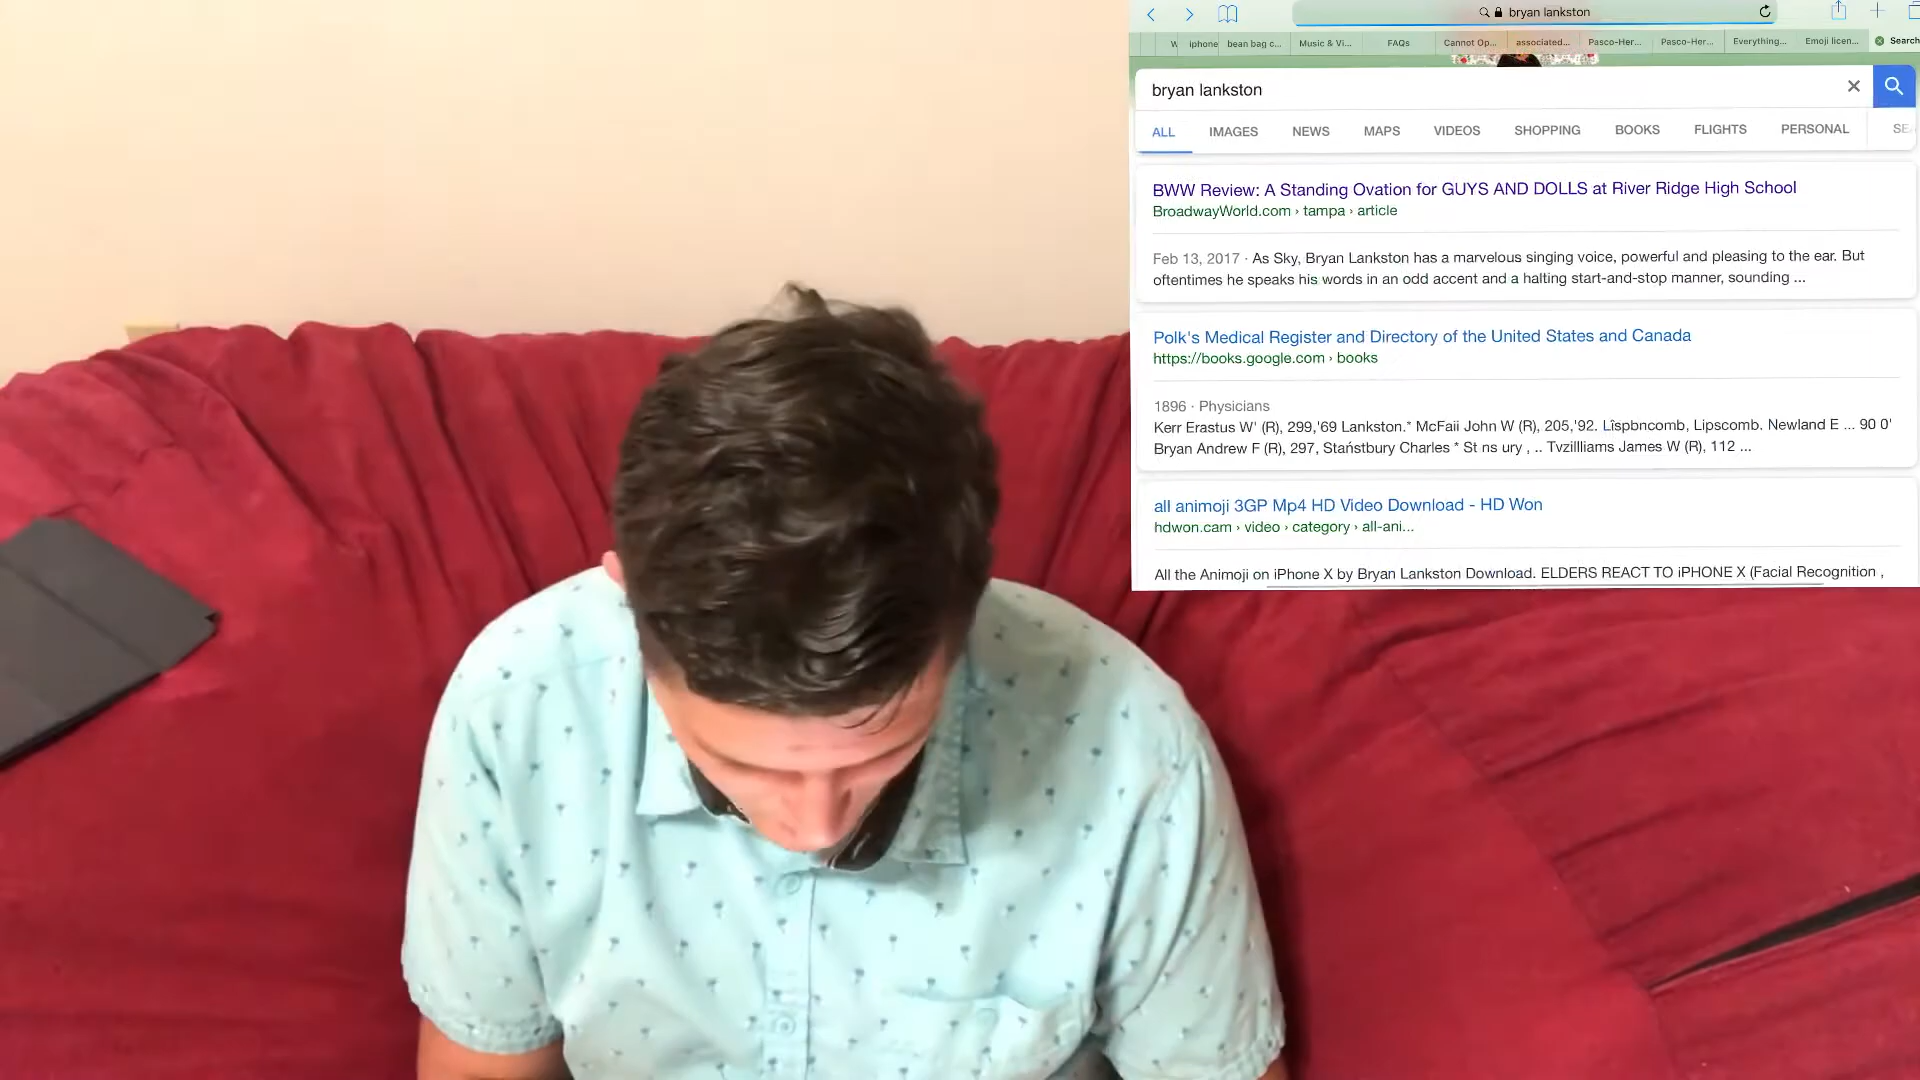 bryan lankston
W iphone bean bag c... Music & Vi... FAQs Cannot Op... associated... Pasco-Her... Pasco-Her... Everything... Emoji licen... Search
bryan lankston
ALL IMAGES NEWS MAPS VIDEOS SHOPPING BOOKS FLIGHTS PERSONAL SE
BWW Review: A Standing Ovation for GUYS AND DOLLS at River Ridge High School
BroadwayWorld.com › tampa › article
Feb 13, 2017 · As Sky, Bryan Lankston has a marvelous singing voice, powerful and pleasing to the ear. But
oftentimes he speaks his words in an odd accent and a halting start-and-stop manner, sounding ...
Polk's Medical Register and Directory of the United States and Canada
https://books.google.com › books
1896 · Physicians
Kerr Erastus W' (R), 299,'69 Lankston.* McFaii John W (R), 205,'92. Lîspbncomb, Lipscomb. Newland E ... 90 0'
Bryan Andrew F (R), 297, Staństbury Charles * St ns ury , .. Tvzillliams James W (R), 112 ...
all animoji 3GP Mp4 HD Video Download - HD Won
hdwon.cam › video › category › all-ani...
All the Animoji on iPhone X by Bryan Lankston Download. ELDERS REACT TO iPHONE X (Facial Recognition ,